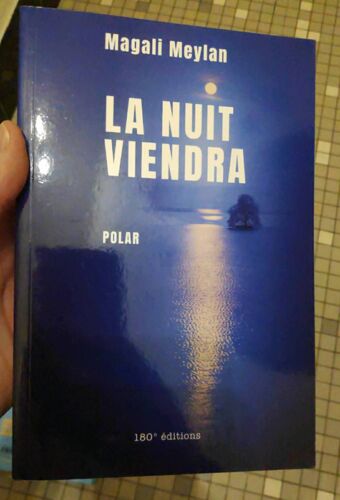 Magali Meylan
LA NUIT
VIENDRA
POLAR
180° éditions